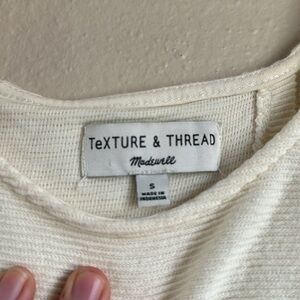 TeXTURE & THREAD
Madewell
S
MADE IN
INDONESIA